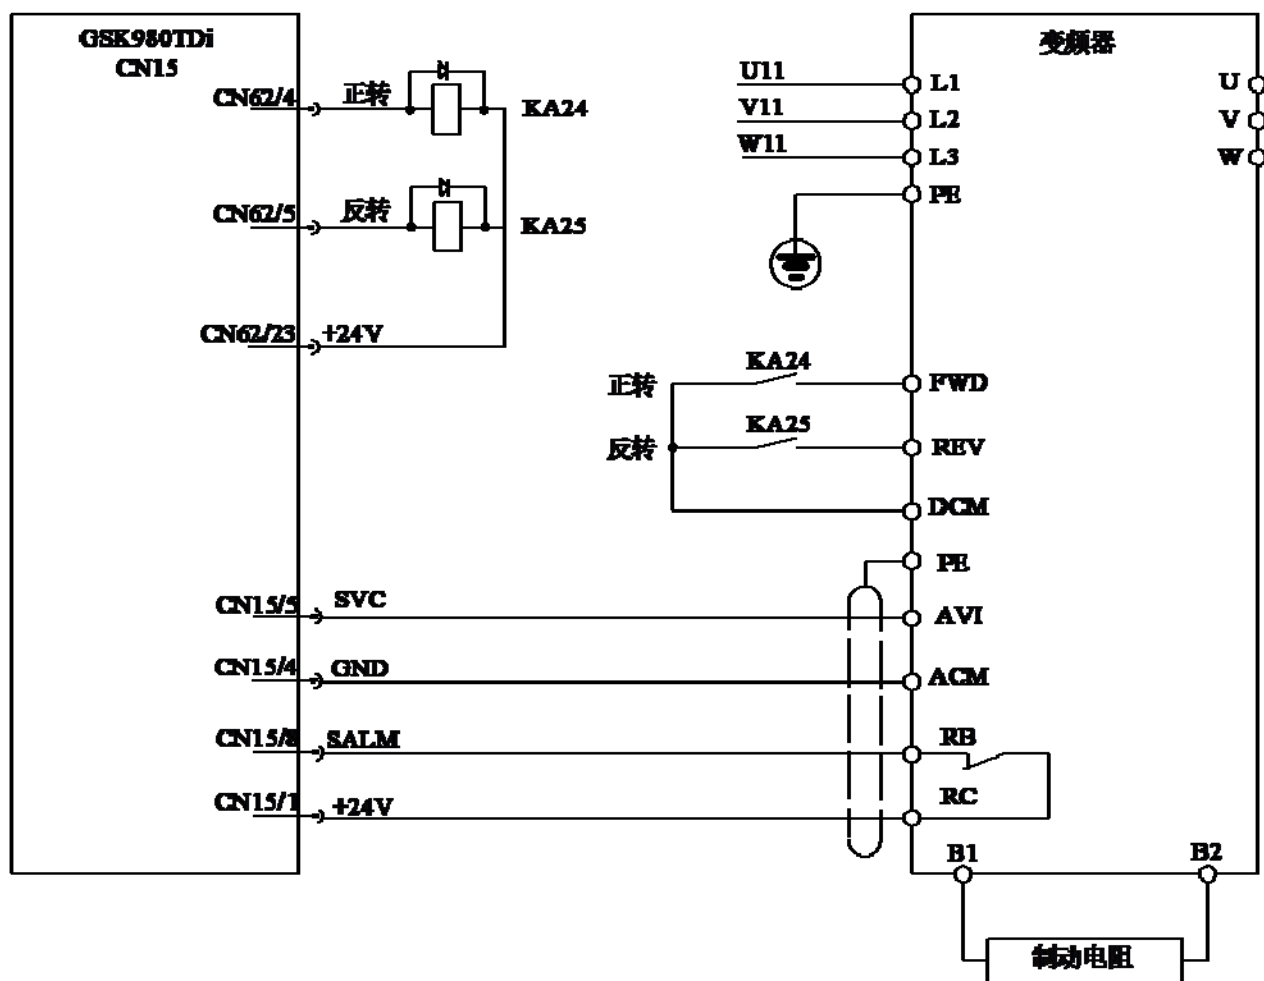 GSK980TDi
CN15
CN62/4
正转
KA24
CN62/5
反转
KA25
CN62/23
+24V
变频器
U11
L1
U
V11
L2
V
W11
L3
W
PE
正转
KA24
FWD
反转
KA25
REV
DCM
PE
CN15/5
SVC
AVI
CN15/4
GND
ACM
CN15/8
SALM
RB
CN15/1
+24V
RC
B1
B2
制动电阻